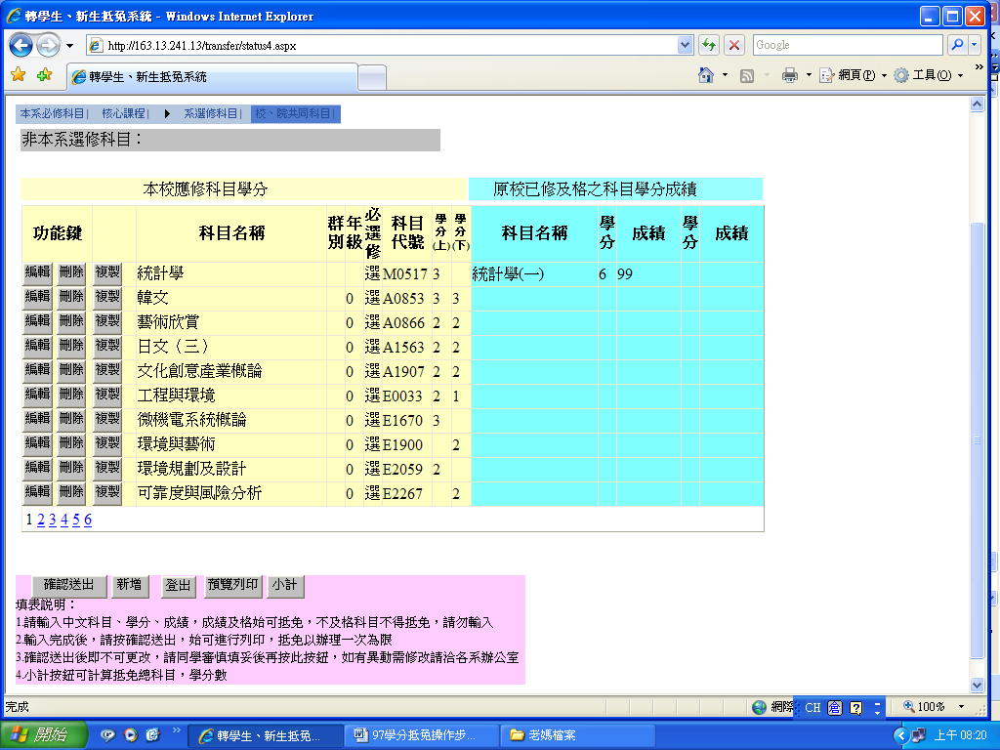 轉學生、新生抵免系統 - Windows Internet Explorer
http://163.13.241.13/transfer/status4.aspx
Google
轉學生、新生抵免系統
網頁(P)
工具(O)
本系必修科目| 核心課程| 系選修科目| 校、院共同科目|
非本系選修科目：
本校應修科目學分 原校已修及格之科目學分成績
功能鍵 科目名稱 群別 年級 必選修 科目代號 學分(上) 學分(下) 科目名稱 學分 成績 學分 成績
編輯 刪除 複製 統計學 選 M0517 3 統計學(一) 6 99
編輯 刪除 複製 韓文 0 選 A0853 3 3
編輯 刪除 複製 藝術欣賞 0 選 A0866 2 2
編輯 刪除 複製 日文（三） 0 選 A1563 2 2
編輯 刪除 複製 文化創意產業概論 0 選 A1907 2 2
編輯 刪除 複製 工程與環境 0 選 E0033 2 1
編輯 刪除 複製 微機電系統概論 0 選 E1670 3
編輯 刪除 複製 環境與藝術 0 選 E1900 2
編輯 刪除 複製 環境規劃及設計 0 選 E2059 2
編輯 刪除 複製 可靠度與風險分析 0 選 E2267 2
1 2 3 4 5 6
確認送出 新增 登出 預覽列印 小計
填表說明：
1.請輸入中文科目、學分、成績，成績及格始可抵免，不及格科目不得抵免，請勿輸入
2.輸入完成後，請按確認送出，始可進行列印，抵免以辦理一次為限
3.確認送出後即不可更改，請同學審慎填妥後再按此按鈕，如有異動需修改請洽各系辦公室
4.小計按鈕可計算抵免總科目，學分數
完成 網際 CH 100%
開始 轉學生、新生抵免... 97學分抵免操作步... 老媽檔案 上午 08:20